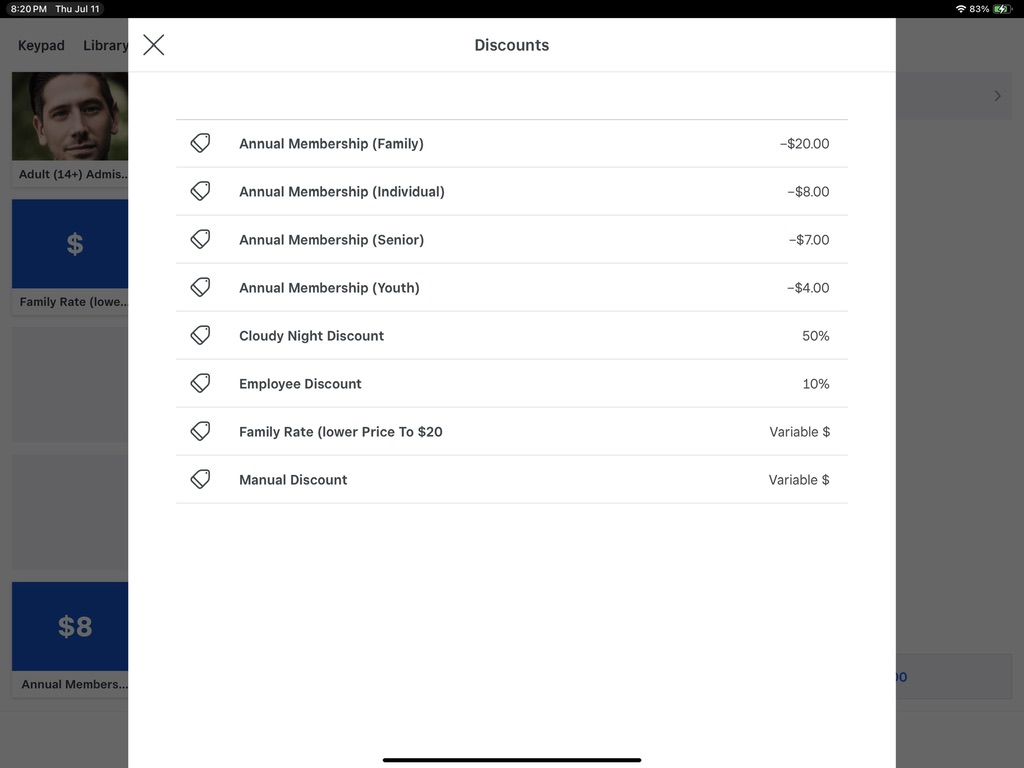 8:20 PM Thu Jul 11
83%
Keypad Library
Discounts
Adult (14+) Admis...
$
Family Rate (lowe...
$8
Annual Members...
Annual Membership (Family) –$20.00
Annual Membership (Individual) –$8.00
Annual Membership (Senior) –$7.00
Annual Membership (Youth) –$4.00
Cloudy Night Discount 50%
Employee Discount 10%
Family Rate (lower Price To $20 Variable $
Manual Discount Variable $